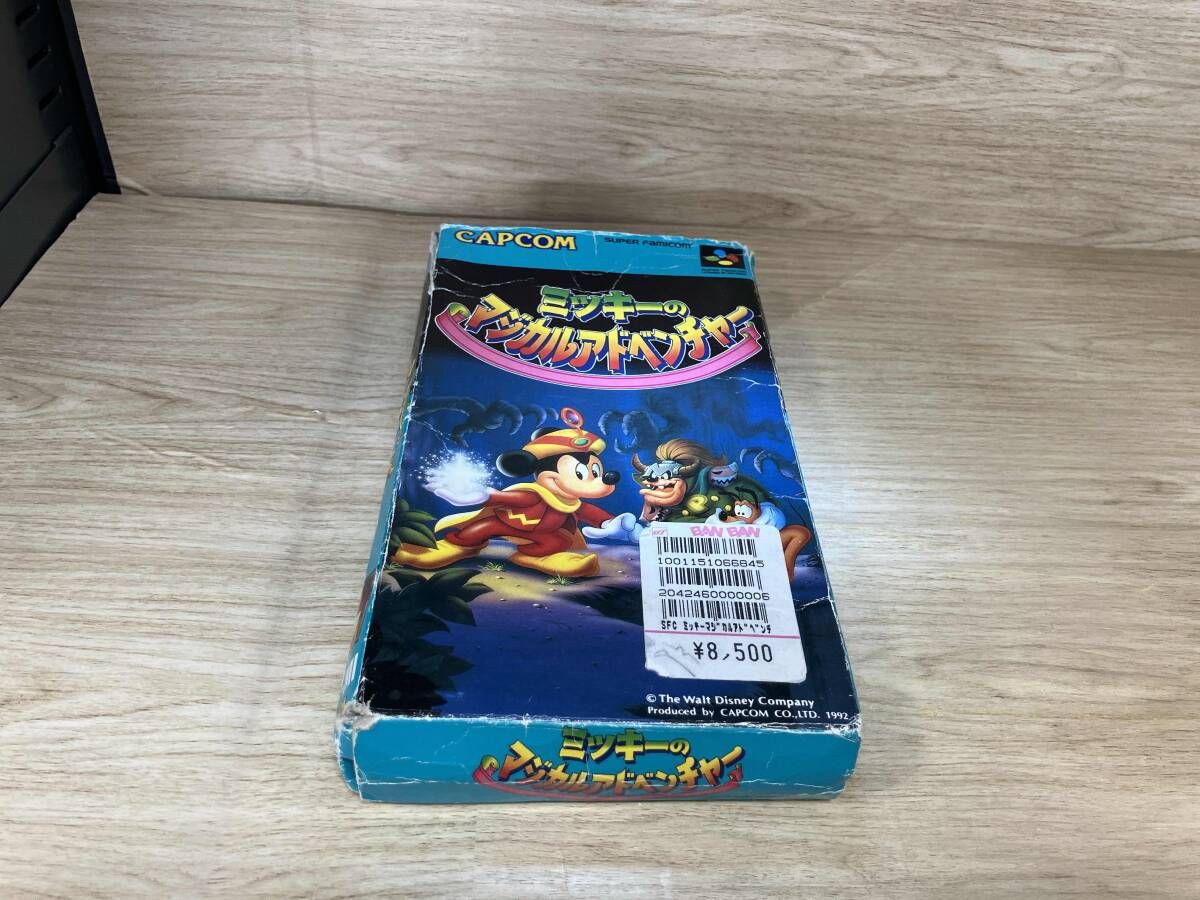 CAPCOM
SUPER FAMICOM
SUPER FAMICOM
ミッキーの
マジカルアドベンチャー
BAN BAN
1001151066845
2042460000006
SFC ミッキーマジカルアドベンチ
¥8,500
© The Walt Disney Company
Produced by CAPCOM CO.,LTD. 1992
ミッキーの
マジカルアドベンチャー